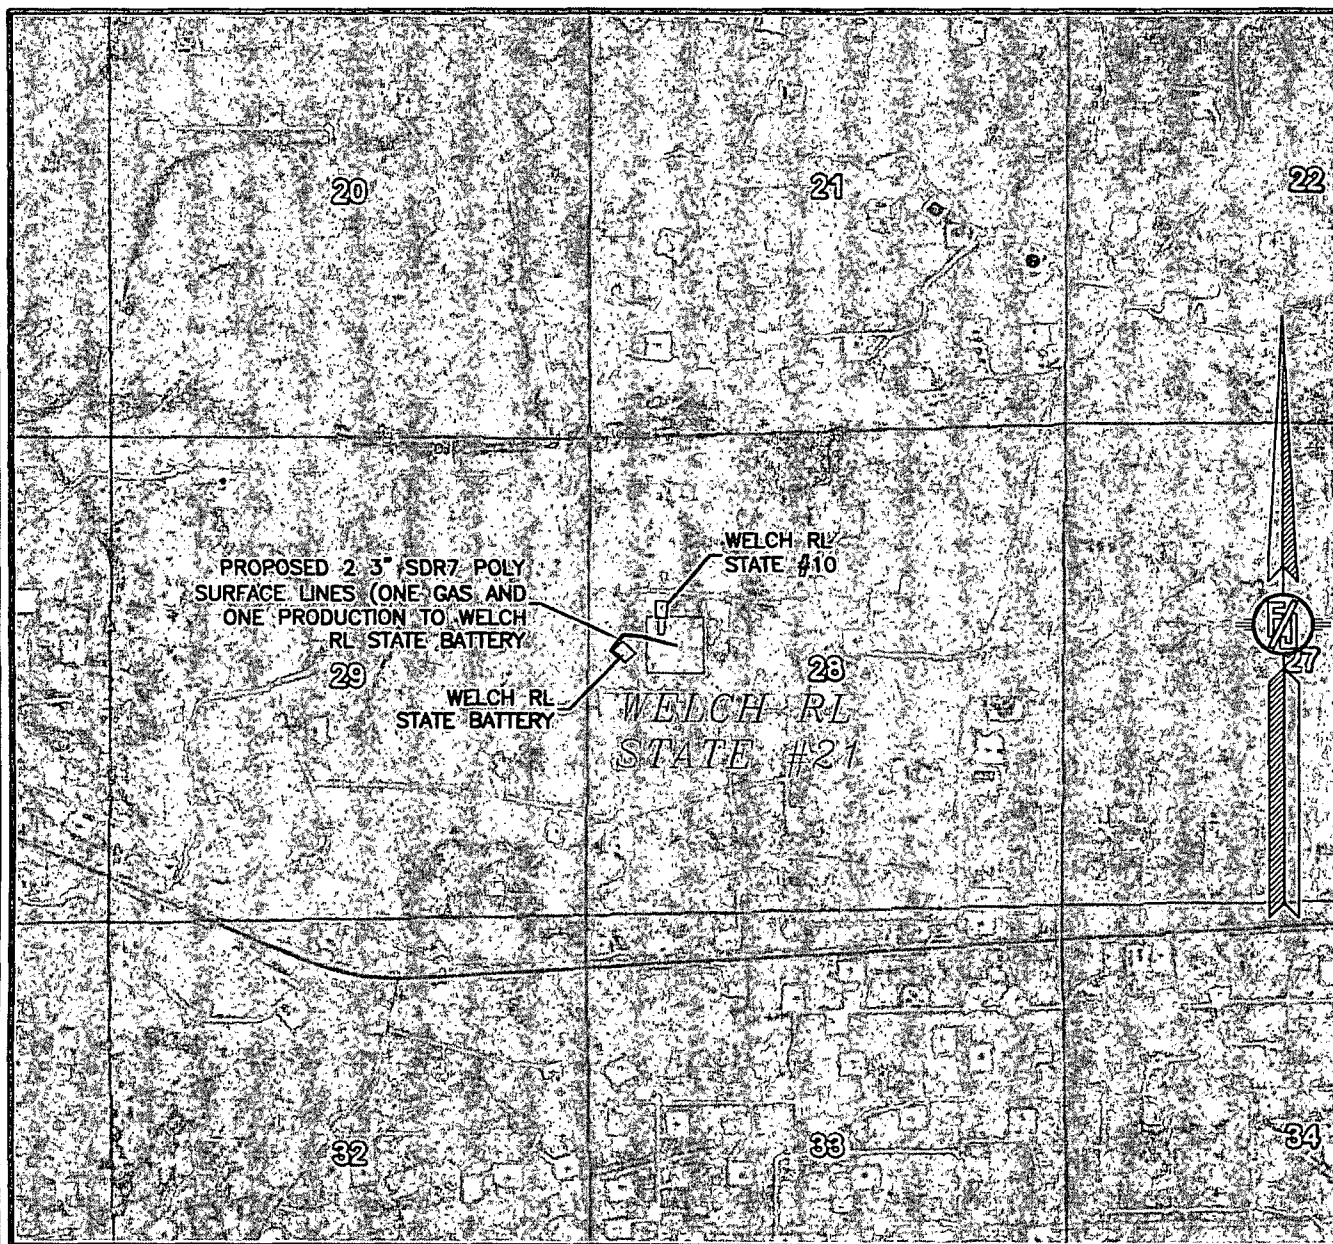 20
21
22
WELCH RL
STATE #10
PROPOSED 2 3" SDR7 POLY
SURFACE LINES (ONE GAS AND
ONE PRODUCTION TO WELCH
RL STATE BATTERY
29
28
27
WELCH RL
STATE BATTERY
WELCH RL
STATE #21
32
33
34